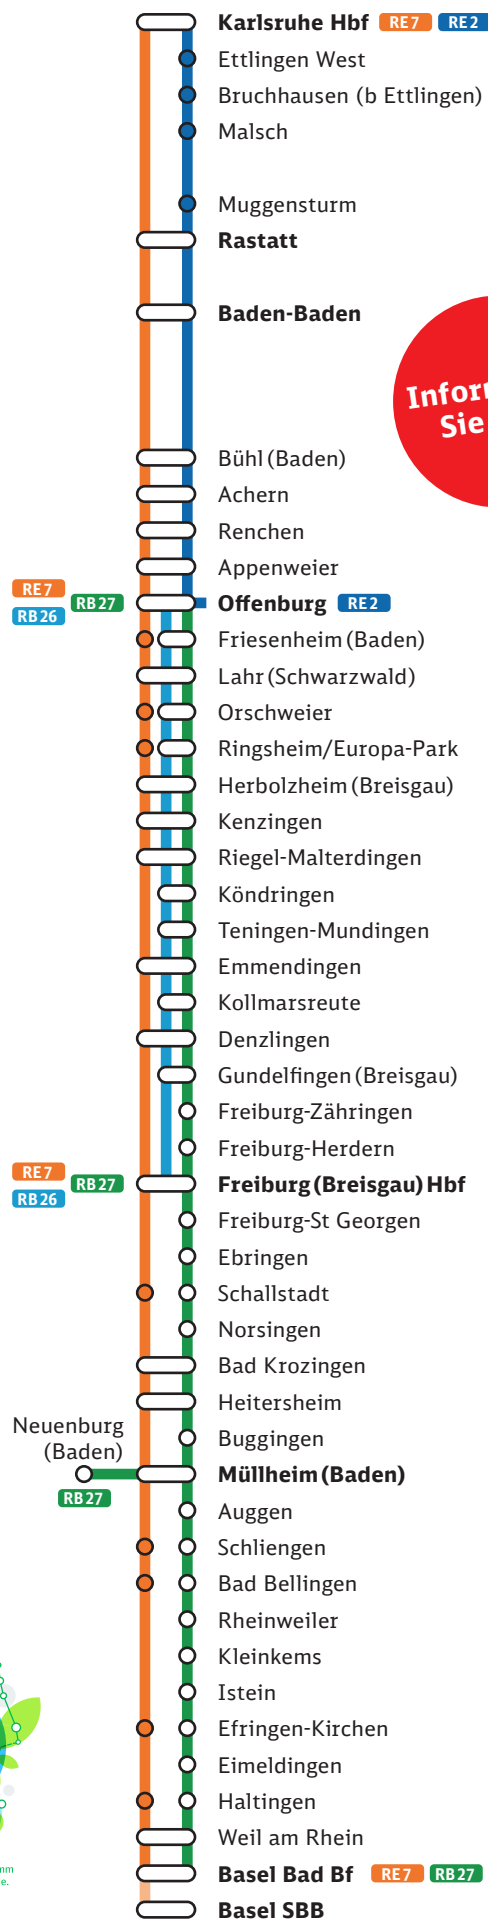 Karlsruhe Hbf RE7 RE2
Ettlingen West
Bruchhausen (b Ettlingen)
Malsch
Muggensturm
Rastatt
Baden-Baden
Sie
Bühl (Baden)
Achern
Renchen
Appenweier
RE7
RB26
RB27
Offenburg RE2
Friesenheim (Baden)
Lahr (Schwarzwald)
Orschweier
Ringsheim/Europa-Park
Herbolzheim (Breisgau)
Kenzingen
Riegel-Malterdingen
Köndringen
Teningen-Mundingen
Emmendingen
Kollmarsreute
Denzlingen
Gundelfingen (Breisgau)
Freiburg-Zähringen
Freiburg-Herdern
RE7
RB26
RB27
Freiburg (Breisgau) Hbf
Freiburg-St Georgen
Ebringen
Schallstadt
Norsingen
Bad Krozingen
Heitersheim
Buggingen
Neuenburg
(Baden)
RB27
Müllheim (Baden)
Auggen
Schliengen
Bad Bellingen
Rheinweiler
Kleinkems
Istein
Efringen-Kirchen
Eimeldingen
Haltingen
Weil am Rhein
Basel Bad Bf RE7 RB27
Basel SBB